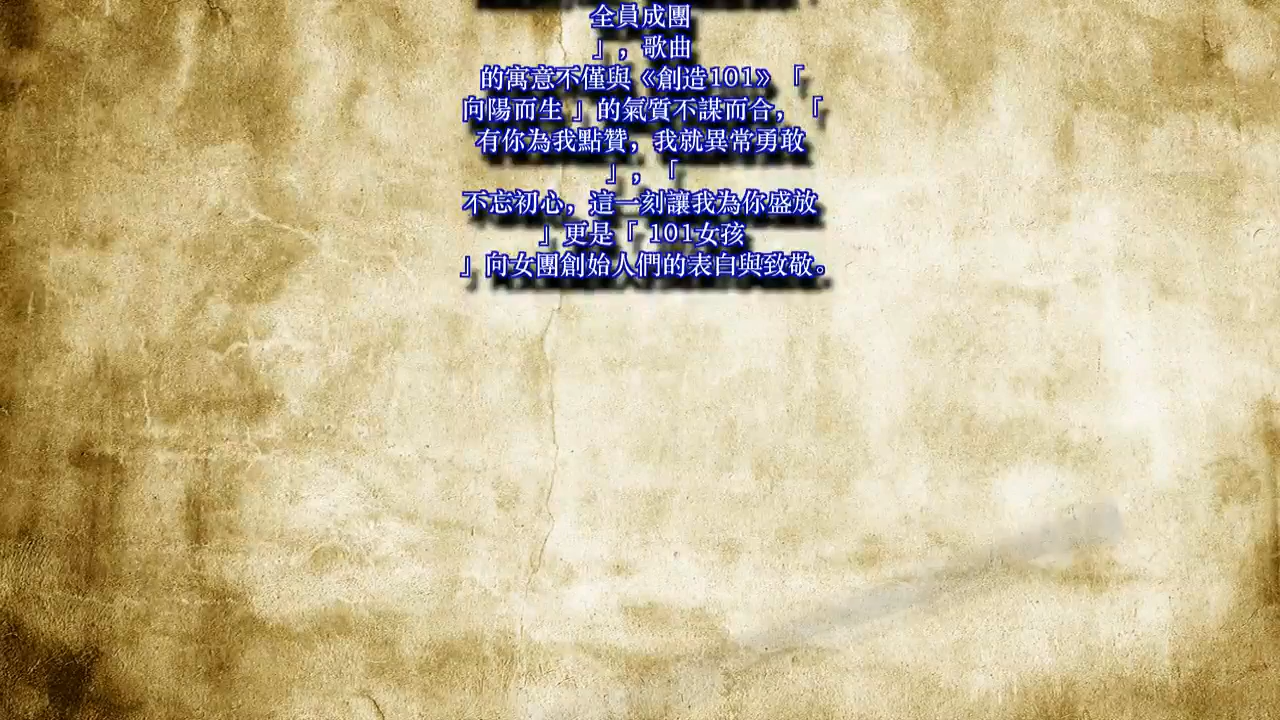 全員成團
」，歌曲
的寓意不僅與《創造101》「
向陽而生 」的氣質不謀而合，「
有你為我點贊，我就異常勇敢
」，「
不忘初心，這一刻讓我為你盛放
」更是「 101女孩
」向女團創始人們的表白與致敬。